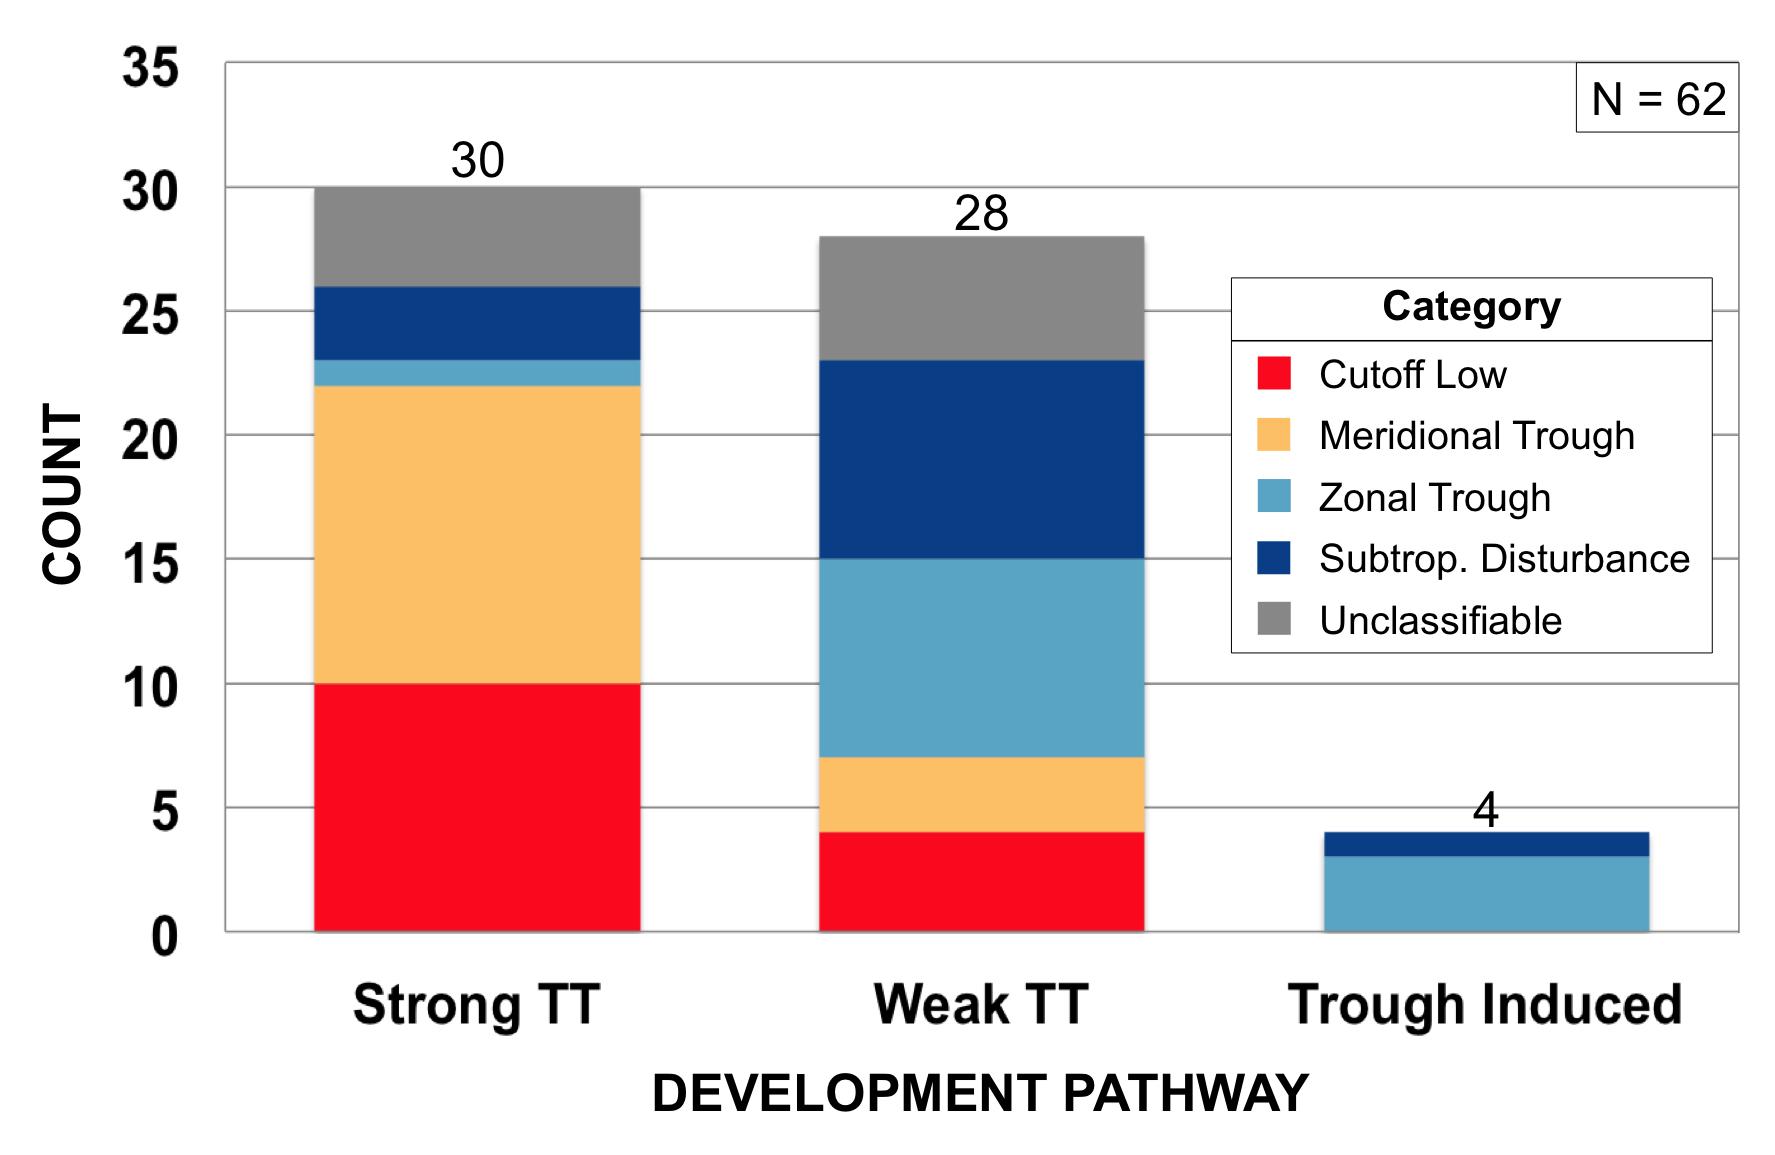 35
N = 62
30
30
28
25
Category
Cutoff Low
Meridional Trough
20
Zonal Trough
15
Subtrop. Disturbance
Unclassifiable
10
5
4
0
COUNT
Strong TT
Weak TT
Trough Induced
DEVELOPMENT PATHWAY